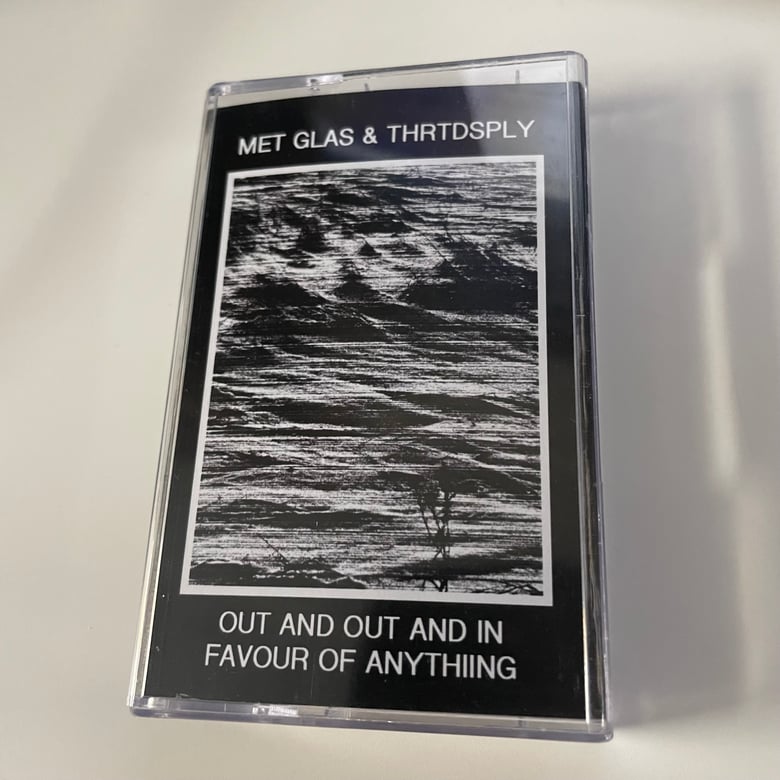 MET GLAS & THRTDSPLY
OUT AND OUT AND IN
FAVOUR OF ANYTHIING